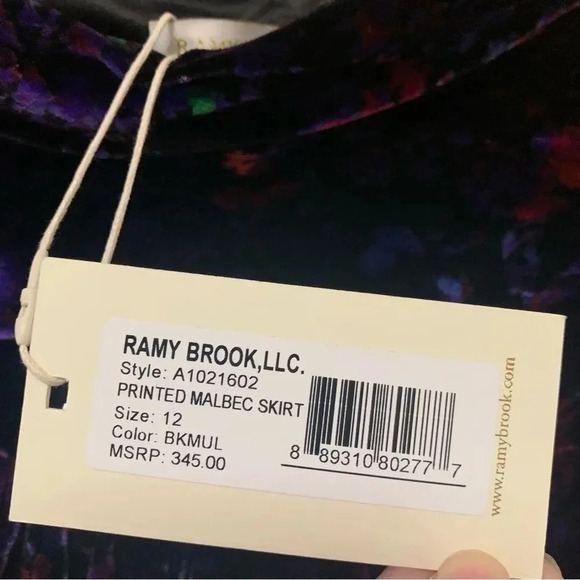 RAMY BROOK,LLC.
Style: A1021602
PRINTED MALBEC SKIRT
Size: 12
Color: BKMUL
MSRP: 345.00
8 89310 80277 7
www.ramybrook.com